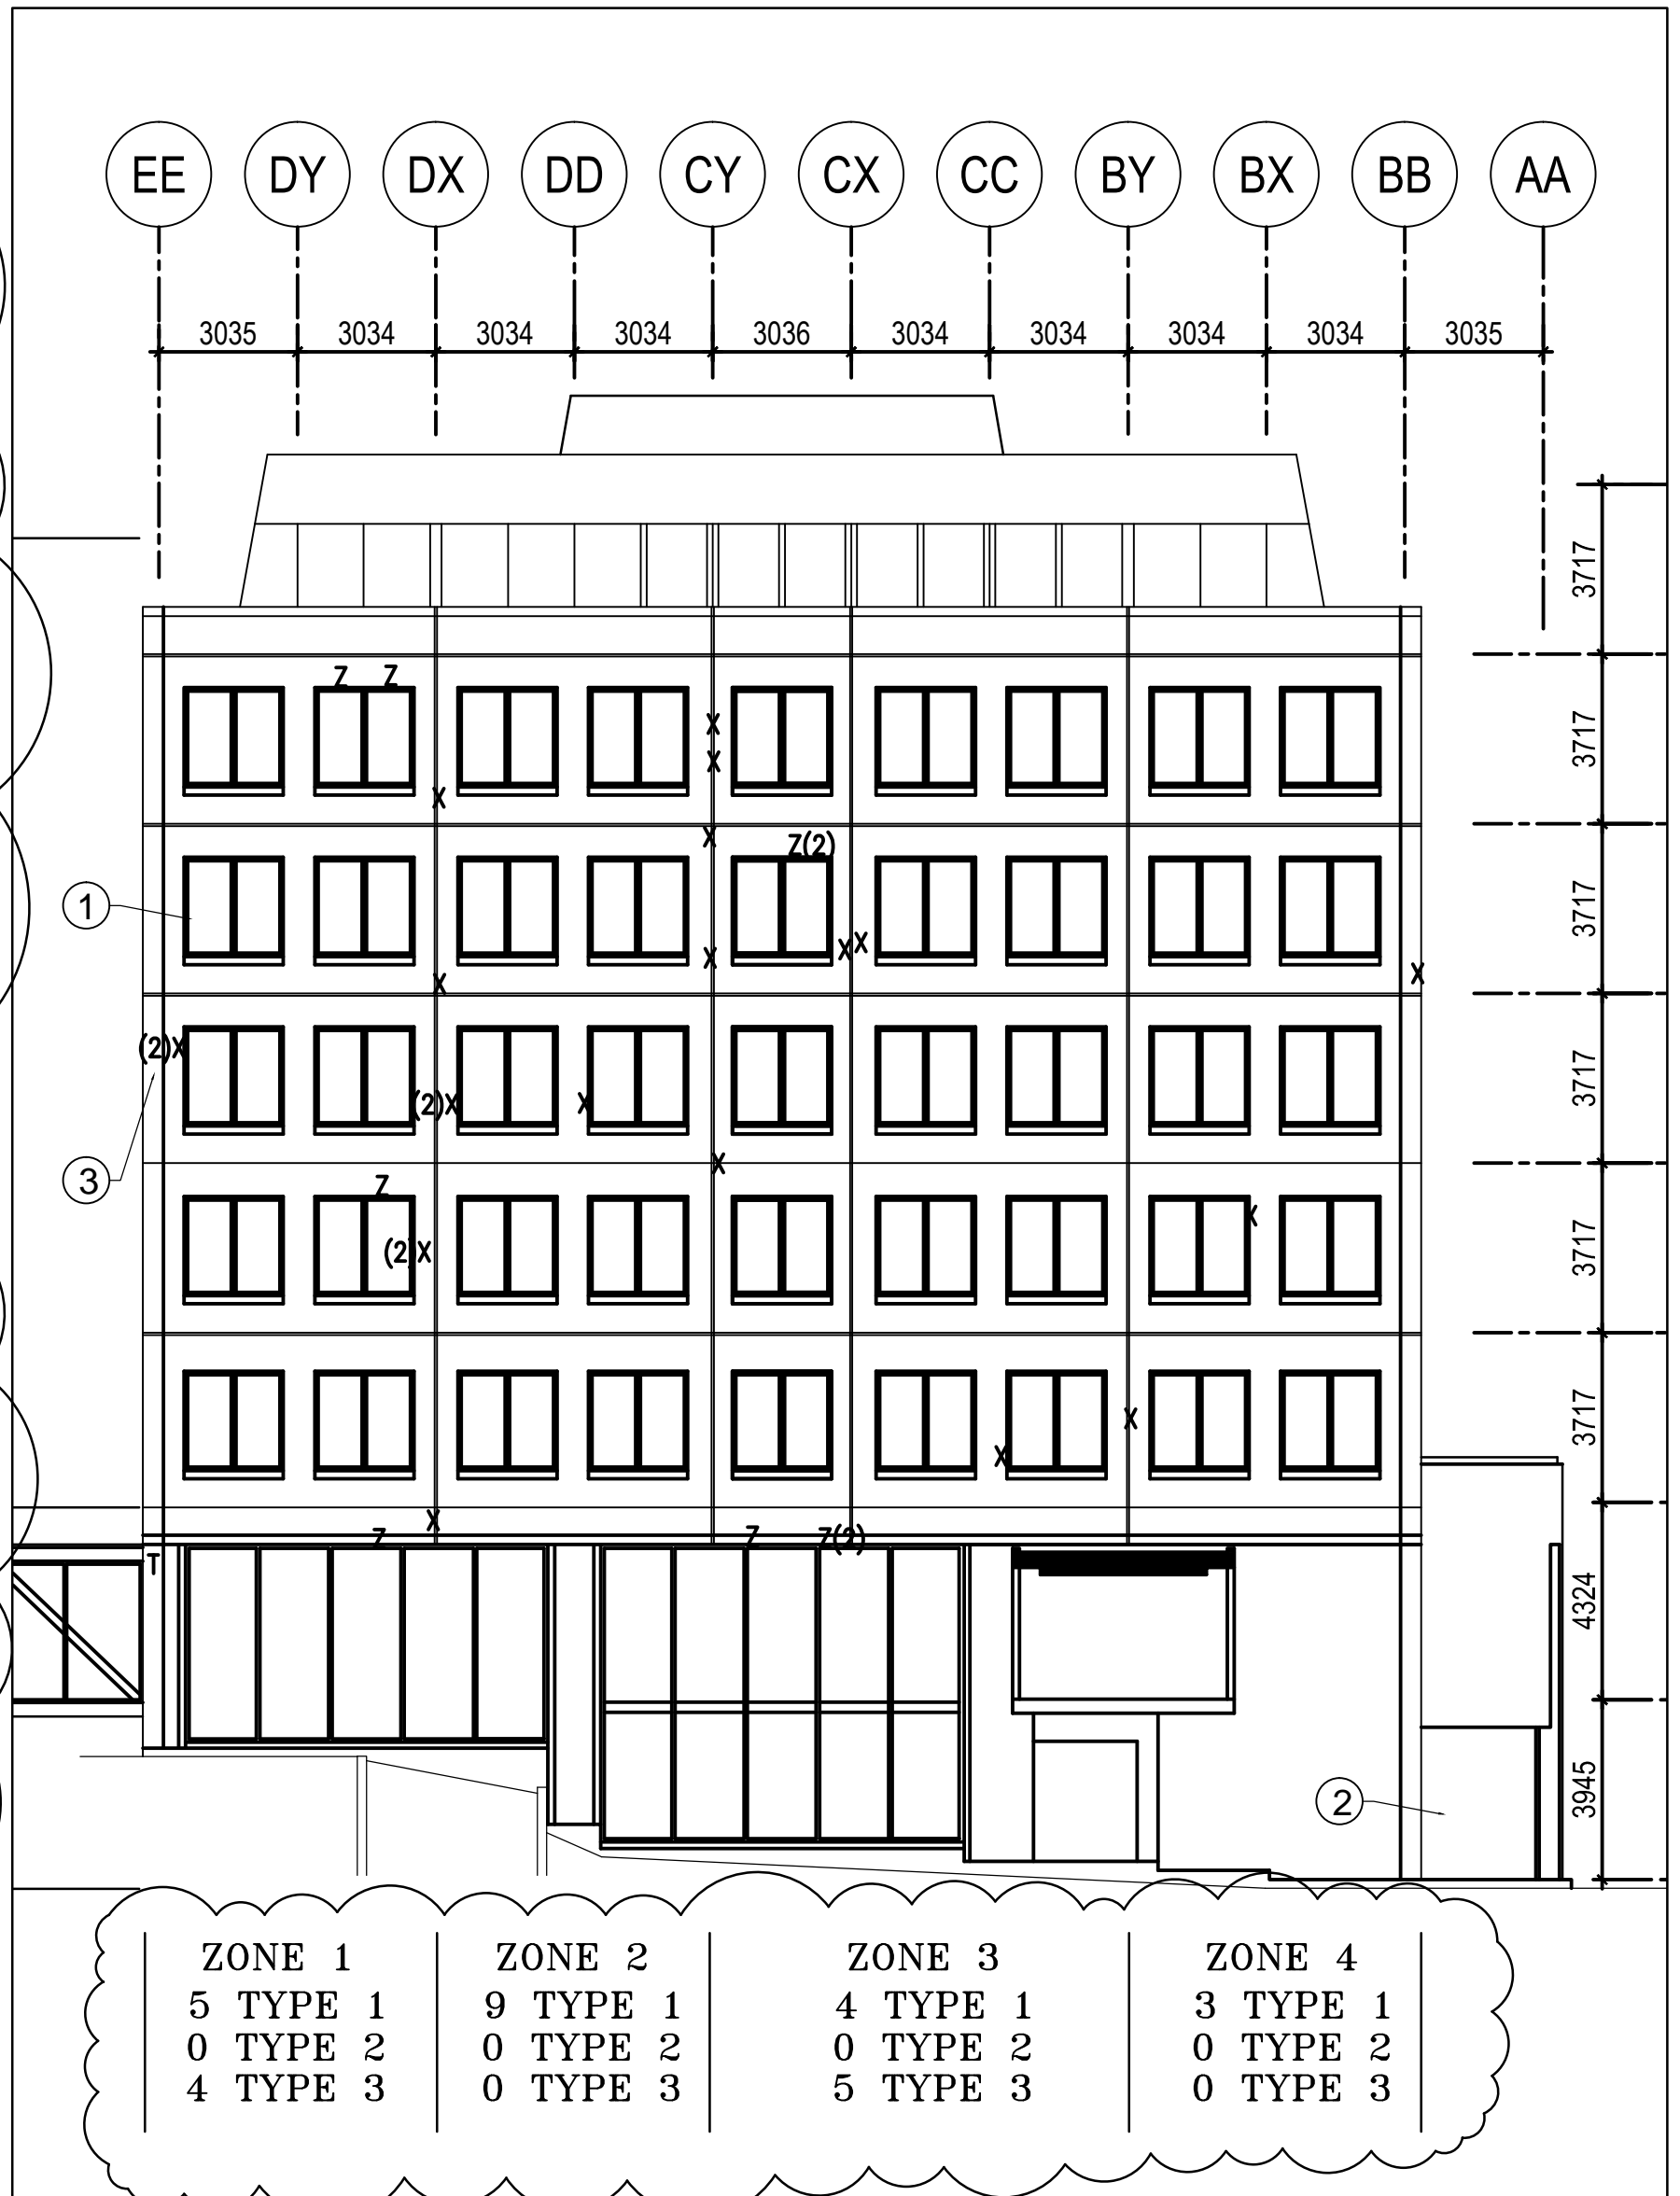 EE DY DX DD CY CX CC BY BX BB AA
3035 3034 3034 3034 3036 3034 3034 3034 3034 3035
3717
Z Z
3717
X
X
X
X
Z(2)
1
3717
X X
X
X
X
(2)X
3717
(2)X X
X
3
Z
X
3717
(2)X
3717
X
X
X
Z Z Z(2)
T
4324
2
3945
ZONE 1 ZONE 2 ZONE 3 ZONE 4
5 TYPE 1 9 TYPE 1 4 TYPE 1 3 TYPE 1
0 TYPE 2 0 TYPE 2 0 TYPE 2 0 TYPE 2
4 TYPE 3 0 TYPE 3 5 TYPE 3 0 TYPE 3